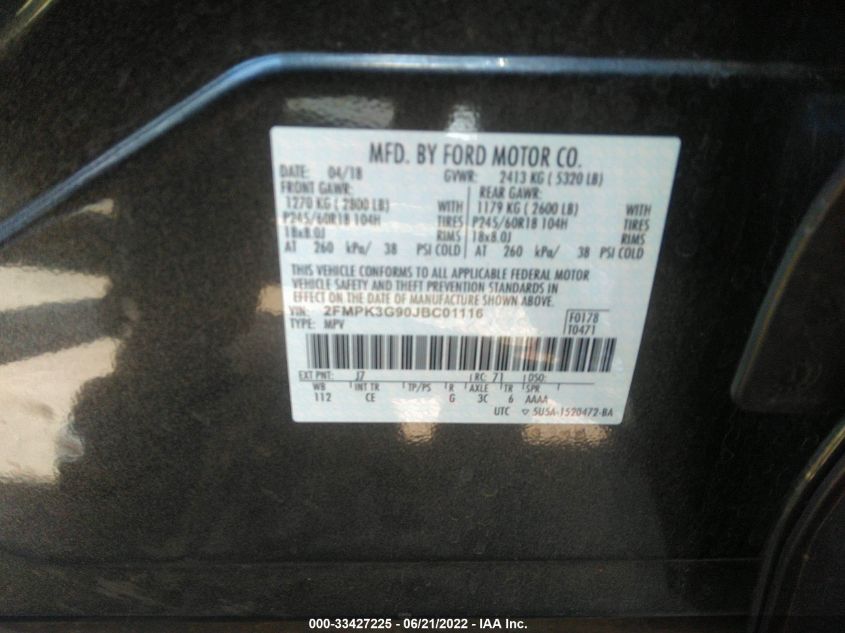 MFD. BY FORD MOTOR CO.
DATE: 04/18 GVWR: 2413 KG ( 5320 LB)
FRONT GAWR: REAR GAWR:
1270 KG ( 2800 LB) WITH 1179 KG ( 2600 LB) WITH
P245/60R18 104H TIRES P245/60R18 104H TIRES
18x8.0J RIMS 18x8.0J RIMS
AT 260 kPa/ 38 PSI COLD AT 260 kPa/ 38 PSI COLD
THIS VEHICLE CONFORMS TO ALL APPLICABLE FEDERAL MOTOR
VEHICLE SAFETY AND THEFT PREVENTION STANDARDS IN
EFFECT ON THE DATE OF MANUFACTURE SHOWN ABOVE.
VIN: 2FMPK3G90JBC01116 F0178
TYPE: MPV T0471
EXT PNT: J7 RC: 71 DSO:
WB INT TR TP/PS R AXLE TR SPR
112 CE G 3C 6 AAAA
UTC ▽ 5U5A-1520472-BA
000-33427225 - 06/21/2022 - IAA Inc.